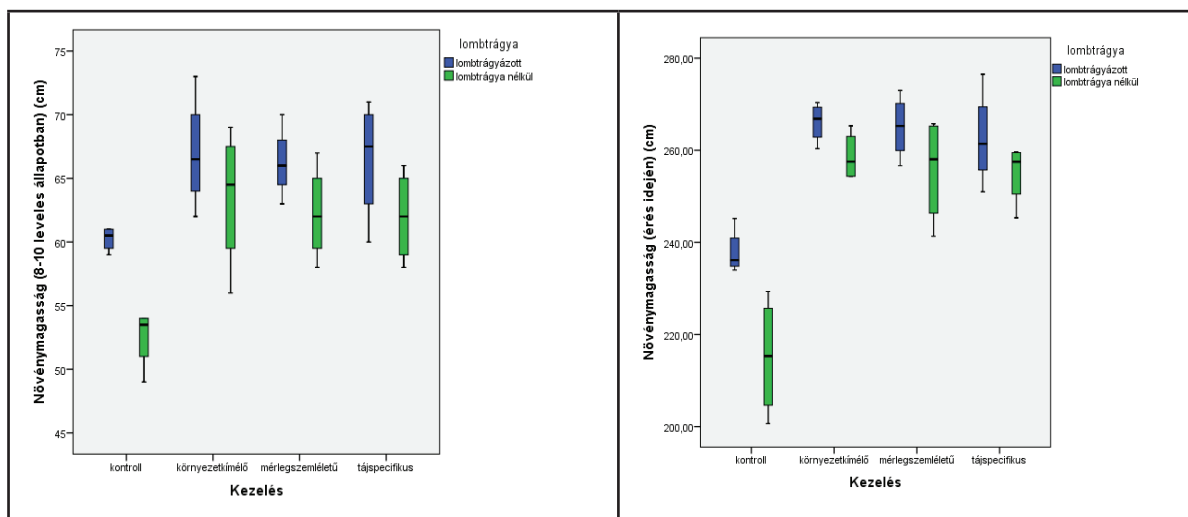 Növénymagasság (8-10 leveles állapotban) (cm)
75
70
65
60
55
50
45
kontroll
környezetkímélő
mérlegszemléletű
tájspecifikus
Kezelés
lombtrágya
lombtrágyázott
lombtrágya nélkül
Növénymagasság (érés idején) (cm)
280,00
260,00
240,00
220,00
200,00
kontroll
környezetkímélő
mérlegszemléletű
tájspecifikus
Kezelés
lombtrágya
lombtrágyázott
lombtrágya nélkül